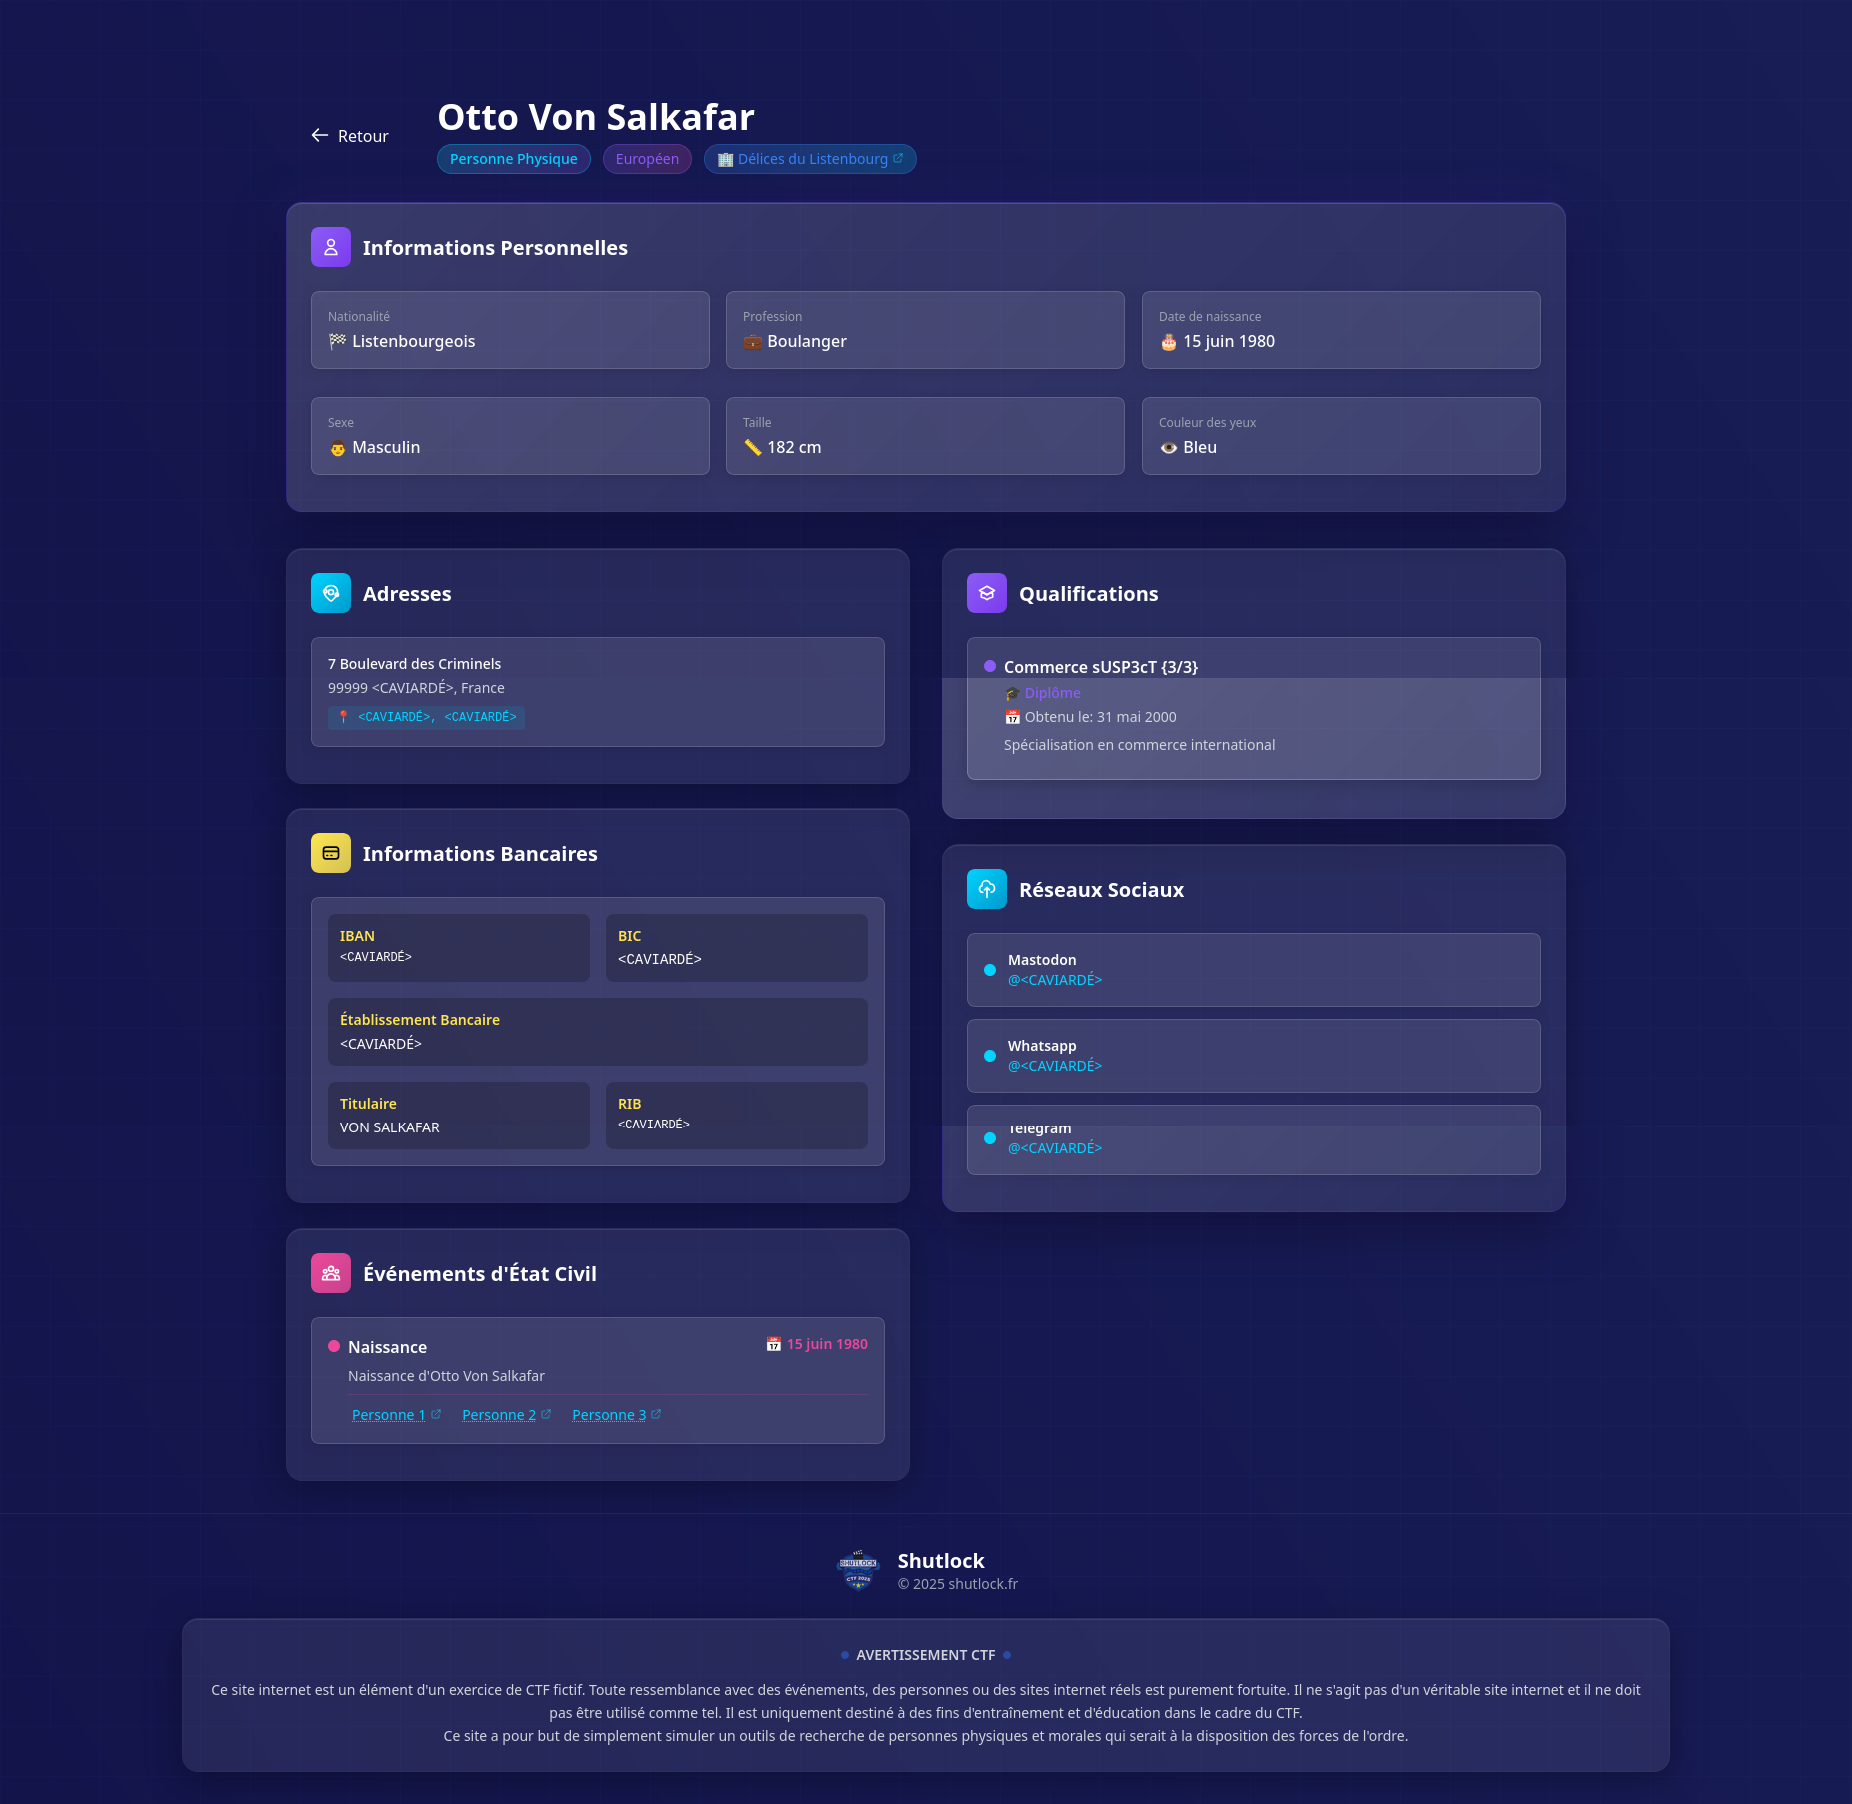 Retour
Otto Von Salkafar
Personne Physique
Européen
🏢 Délices du Listenbourg
Informations Personnelles
Nationalité
🏁 Listenbourgeois
Profession
💼 Boulanger
Date de naissance
🎂 15 juin 1980
Sexe
👨 Masculin
Taille
📏 182 cm
Couleur des yeux
👁️ Bleu
Adresses
7 Boulevard des Criminels
99999 <CAVIARDÉ>, France
📍 <CAVIARDÉ>, <CAVIARDÉ>
Informations Bancaires
IBAN
<CAVIARDÉ>
BIC
<CAVIARDÉ>
Établissement Bancaire
<CAVIARDÉ>
Titulaire
VON SALKAFAR
RIB
<CAVIARDÉ>
Événements d'État Civil
Naissance
📅 15 juin 1980
Naissance d'Otto Von Salkafar
Personne 1
Personne 2
Personne 3
Qualifications
Commerce sUSP3cT {3/3}
🎓 Diplôme
📅 Obtenu le: 31 mai 2000
Spécialisation en commerce international
Réseaux Sociaux
Mastodon
@<CAVIARDÉ>
Whatsapp
@<CAVIARDÉ>
Telegram
@<CAVIARDÉ>
SHUTLOCK
CTF 2025
Shutlock
© 2025 shutlock.fr
AVERTISSEMENT CTF
Ce site internet est un élément d'un exercice de CTF fictif. Toute ressemblance avec des événements, des personnes ou des sites internet réels est purement fortuite. Il ne s'agit pas d'un véritable site internet et il ne doit
pas être utilisé comme tel. Il est uniquement destiné à des fins d'entraînement et d'éducation dans le cadre du CTF.
Ce site a pour but de simplement simuler un outils de recherche de personnes physiques et morales qui serait à la disposition des forces de l'ordre.